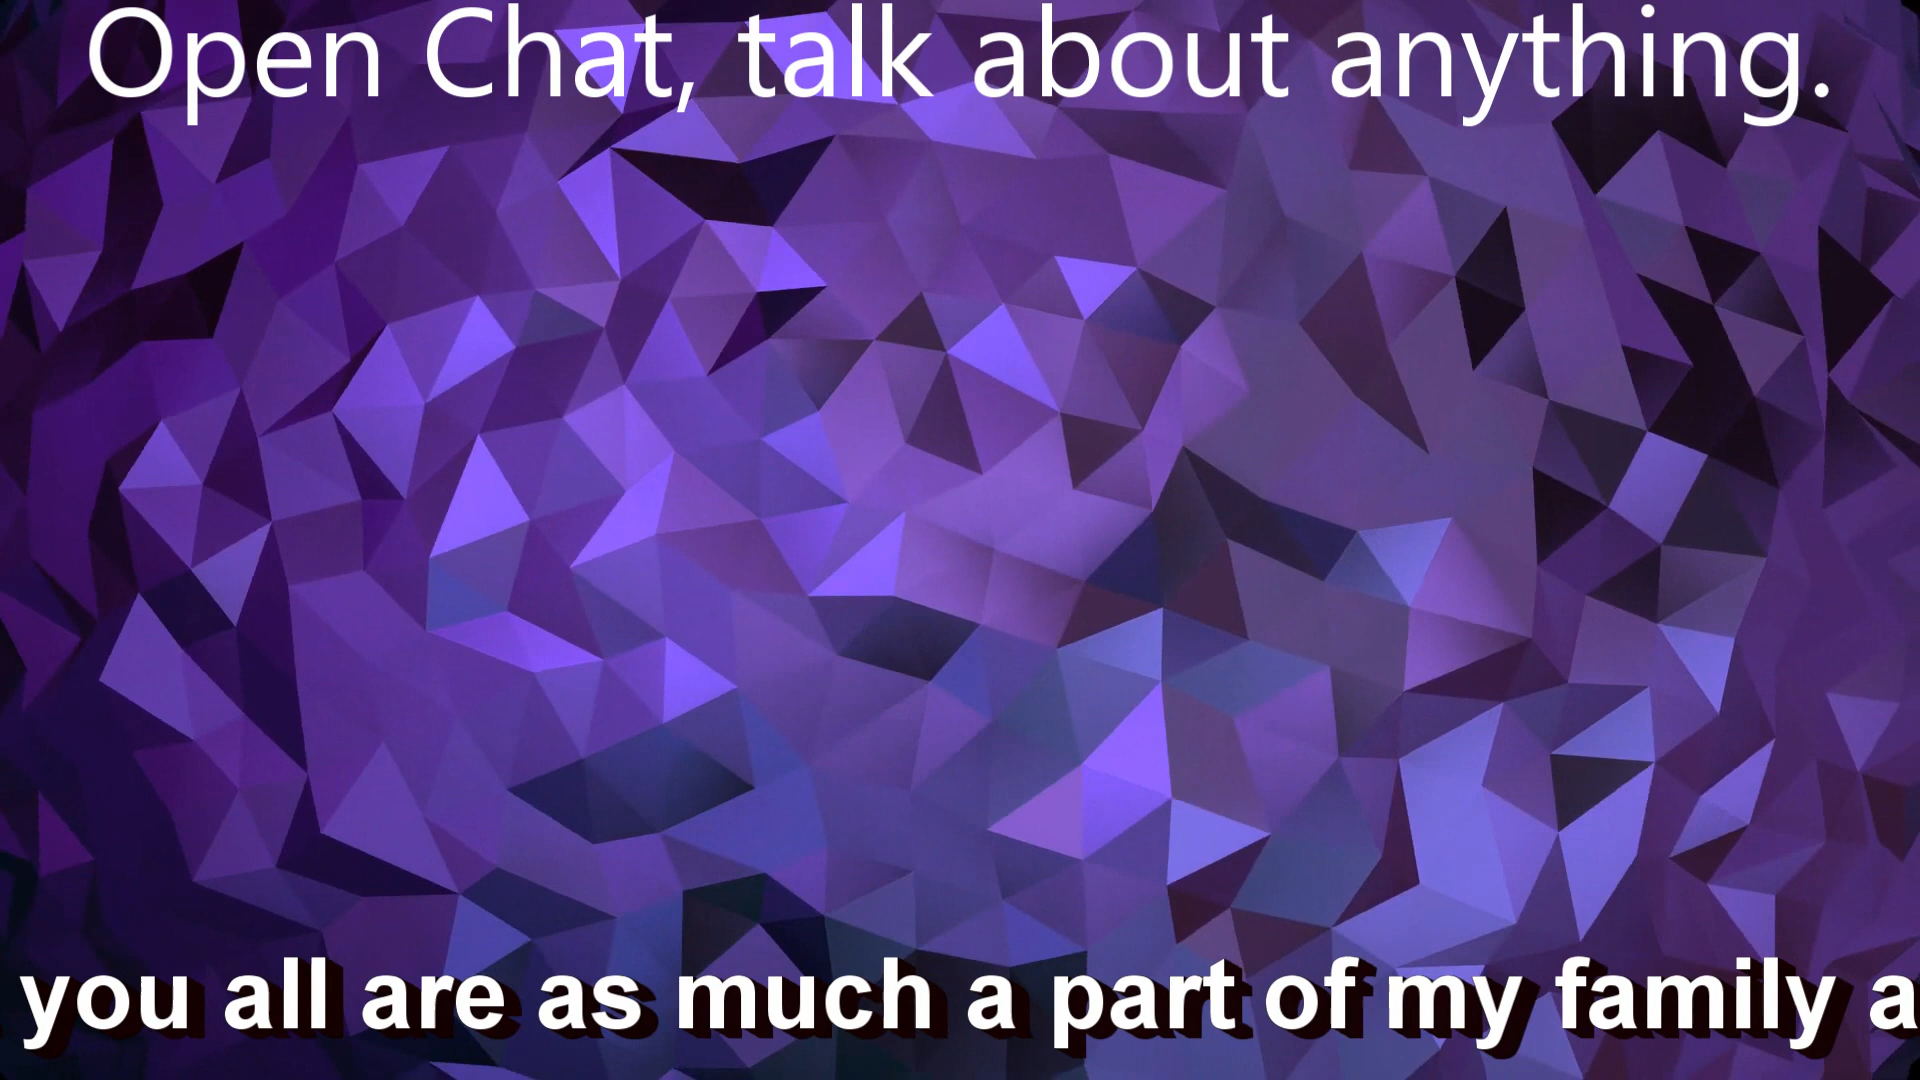 Open Chat, talk about anything.
you all are as much a part of my family a